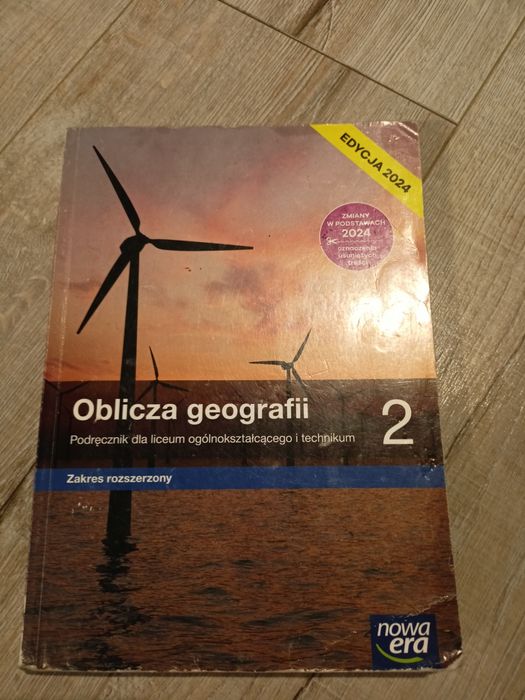 EDYCJA 2024
ZMIANY
W PODSTAWACH
2024
oznaczenia
usuniętych
treści
Oblicza geografii
2
Podręcznik dla liceum ogólnokształcącego i technikum
Zakres rozszerzony
nowa
era